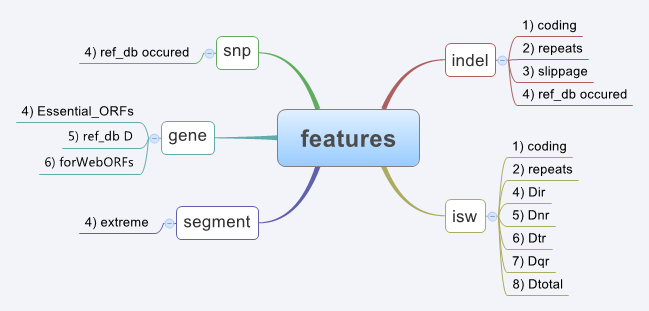 features
snp
4) ref_db occured
gene
4) Essential_ORFs
5) ref_db D
6) forWebORFs
segment
4) extreme
indel
1) coding
2) repeats
3) slippage
4) ref_db occured
isw
1) coding
2) repeats
4) Dir
5) Dnr
6) Dtr
7) Dqr
8) Dtotal